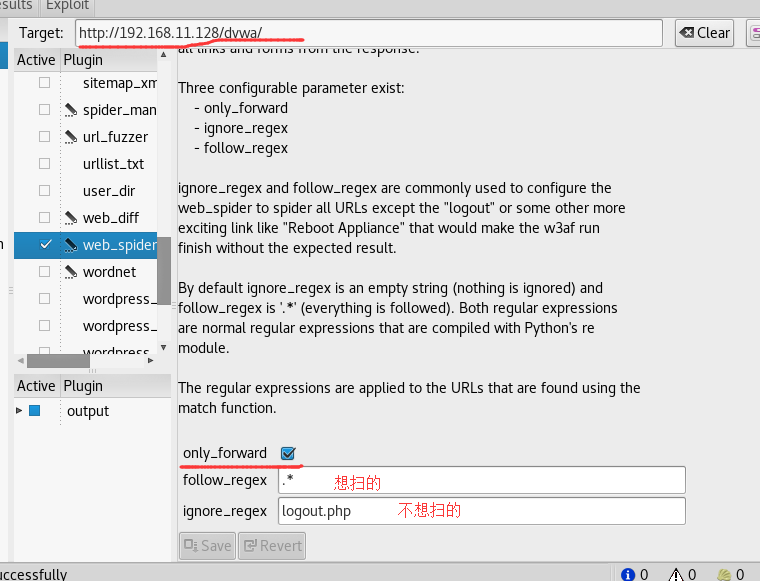 esults
Exploit
Target: http://192.168.11.128/dvwa/ Clear
Active Plugin
sitemap_xm
spider_man
url_fuzzer
urllist_txt
user_dir
web_diff
web_spider
wordnet
wordpress_
wordpress_
wordpress
Active Plugin
output
all links and forms from the response.
Three configurable parameter exist:
- only_forward
- ignore_regex
- follow_regex
ignore_regex and follow_regex are commonly used to configure the
web_spider to spider all URLs except the "logout" or some other more
exciting link like "Reboot Appliance" that would make the w3af run
finish without the expected result.
By default ignore_regex is an empty string (nothing is ignored) and
follow_regex is '.*' (everything is followed). Both regular expressions
are normal regular expressions that are compiled with Python's re
module.
The regular expressions are applied to the URLs that are found using the
match function.
only_forward
follow_regex .* 想扫的
ignore_regex logout.php 不想扫的
Save Revert
uccessfully
0 0 0